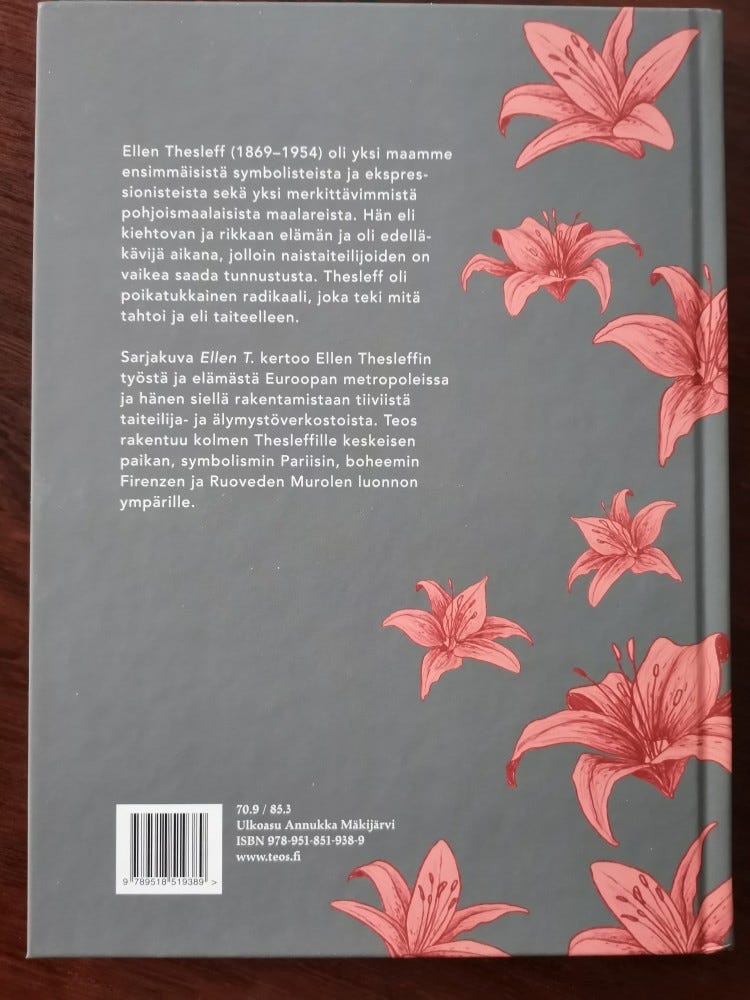 Ellen Thesleff (1869–1954) oli yksi maamme
ensimmäisistä symbolisteista ja ekspres-
sionisteista sekä yksi merkittävimmistä
pohjoismaalaisista maalareista. Hän eli
kiehtovan ja rikkaan elämän ja oli edellä-
kävijä aikana, jolloin naistaiteilijoiden on
vaikea saada tunnustusta. Thesleff oli
poikatukkainen radikaali, joka teki mitä
tahtoi ja eli taiteelleen.
Sarjakuva Ellen T. kertoo Ellen Thesleffin
työstä ja elämästä Euroopan metropoleissa
ja hänen siellä rakentamistaan tiiviistä
taiteilija- ja älymystöverkostoista. Teos
rakentuu kolmen Thesleffille keskeisen
paikan, symbolismin Pariisin, boheemin
Firenzen ja Ruoveden Murolen luonnon
ympärille.
70.9 / 85.3
Ulkoasu Annukka Mäkijärvi
ISBN 978-951-851-938-9
www.teos.fi
9 789518 519389 >